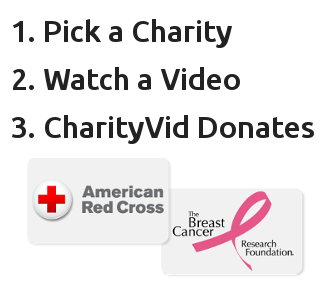 1. Pick a Charity
2. Watch a Video
3. CharityVid Donates
American
Red Cross
The
Breast
Cancer
Research
Foundation.